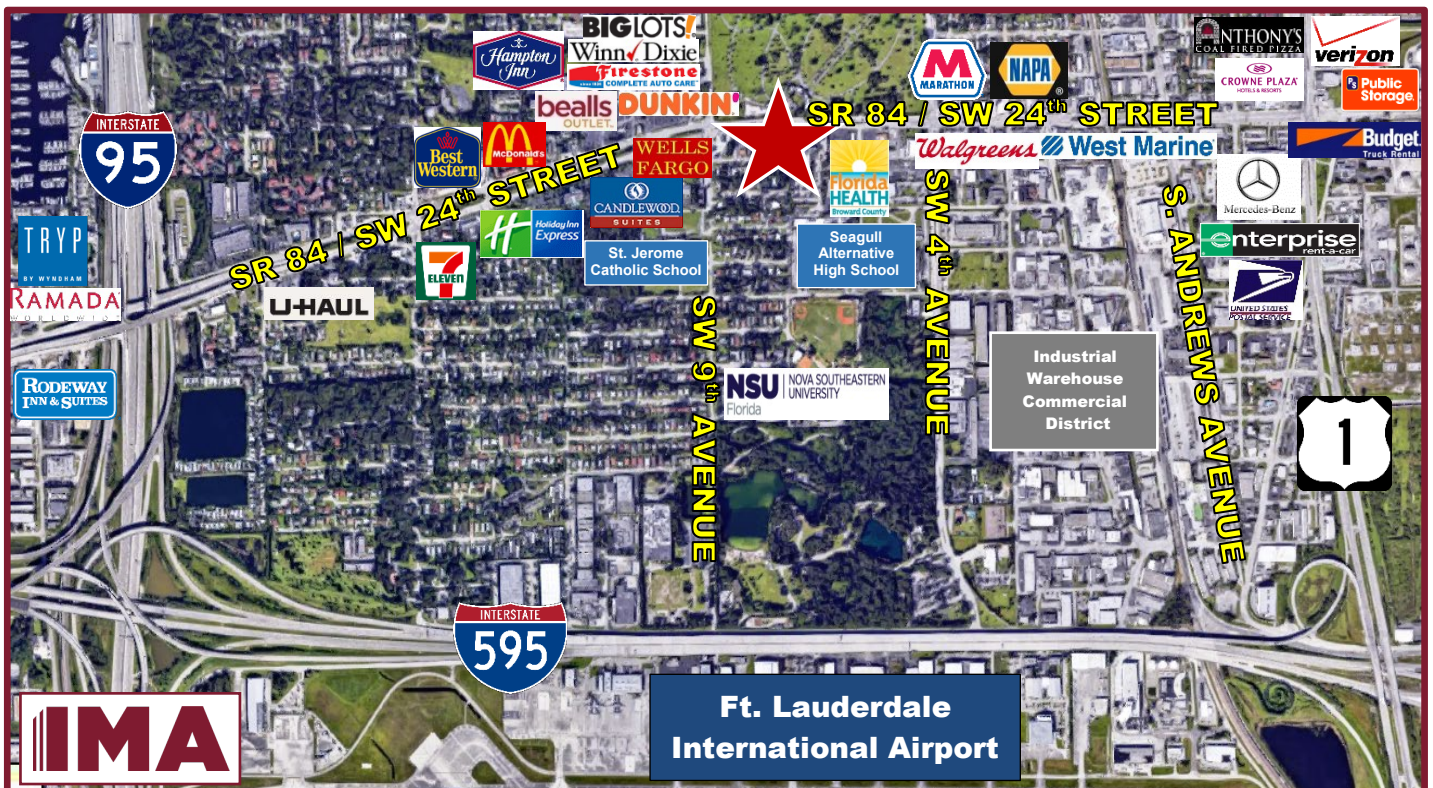 BIG LOTS!
Hampton
Inn
Winn Dixie
Firestone
COMPLETE AUTO CARE
bealls
OUTLET
DUNKIN'
M
MARATHON
NAPA
ANTHONY'S
COAL FIRED PIZZA
verizon
CROWNE PLAZA
HOTELS & RESORTS
PS Public
Storage.
SR 84 / SW 24th STREET
INTERSTATE
95
Best
Western
McDonald's
WELLS
FARGO
Florida
HEALTH
Broward County
Walgreens
West Marine
Budget
Truck Rental
Mercedes-Benz
SR 84 / SW 24th STREET
CANDLEWOOD
SUITES
TRYP
BY WYNDHAM
H Holiday Inn
Express
St. Jerome
Catholic School
Seagull
Alternative
High School
SW 4th AVENUE
S. ANDREWS AVENUE
enterprise
rent-a-car
7
ELEVEN
UNITED STATES
POSTAL SERVICE
RAMADA
WORLDWIDE
U-HAUL
SW 9th AVENUE
RODEWAY
INN & SUITES
NSU NOVA SOUTHEASTERN
UNIVERSITY
Florida
Industrial
Warehouse
Commercial
District
1
INTERSTATE
595
IMA
Ft. Lauderdale
International Airport